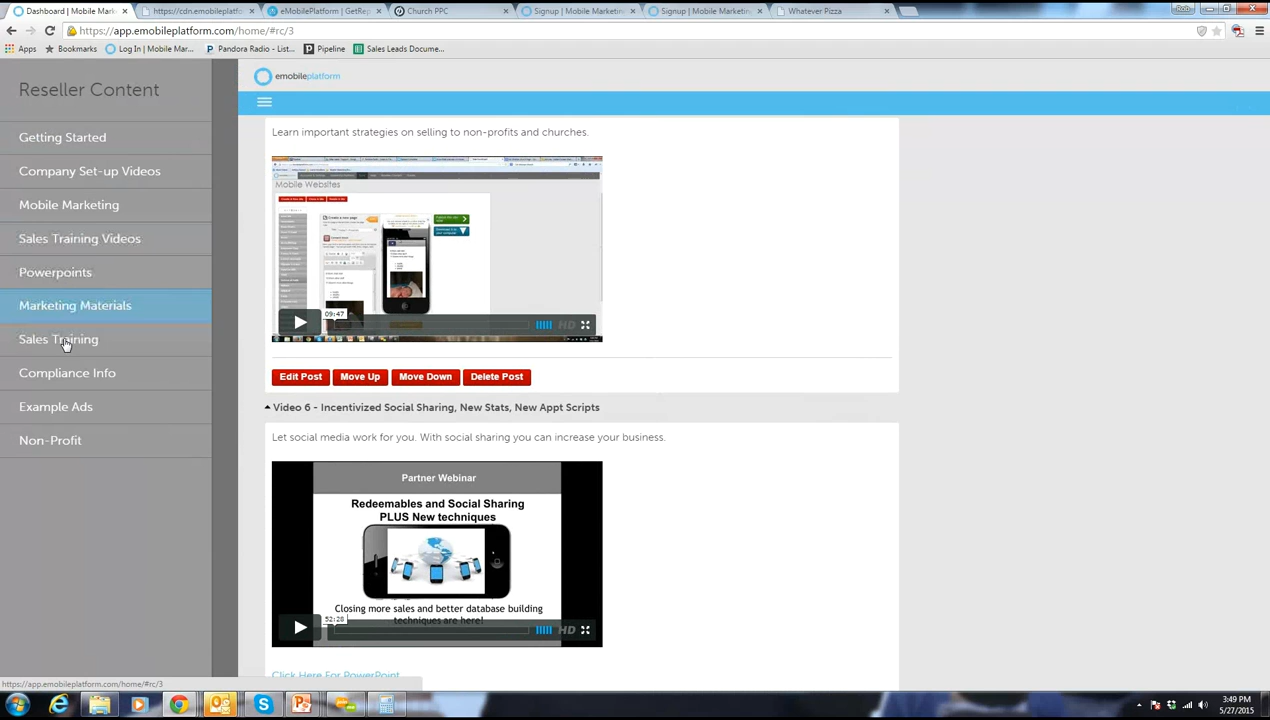 Dashboard | Mobile Mark
https://cdn.emobileplatfo
eMobilePlatform | GetRe
Church PPC
Signup | Mobile Marketin
Signup | Mobile Marketin
Whatever Pizza
Rob
https://app.emobileplatform.com/home/#rc/3
Apps
Bookmarks
Log In | Mobile Mar...
Pandora Radio - List...
Pipeline
Sales Leads Docume...
Reseller Content
Getting Started
Company Set-up Videos
Mobile Marketing
Sales Training Videos
Powerpoints
Marketing Materials
Sales Training
Compliance Info
Example Ads
Non-Profit
emobileplatform
Learn important strategies on selling to non-profits and churches.
Mobile Websites
Create a new page
09:47
HD
Edit Post
Move Up
Move Down
Delete Post
Video 6 - Incentivized Social Sharing, New Stats, New Appt Scripts
Let social media work for you. With social sharing you can increase your business.
Partner Webinar
Redeemables and Social Sharing
PLUS New techniques
Closing more sales and better database building
techniques are here!
52:28
HD
Click Here For PowerPoint
https://app.emobileplatform.com/home/#rc/3
3:49 PM
5/27/2015